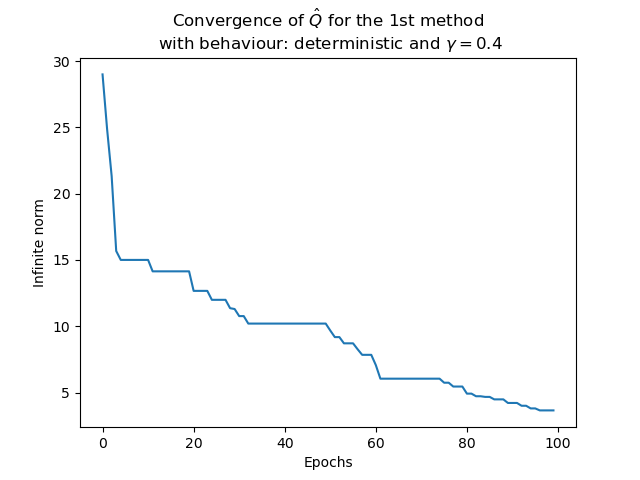 Convergence of Q̂ for the 1st method
with behaviour: deterministic and γ = 0.4
30
25
20
15
10
5
Infinite norm
0 20 40 60 80 100
Epochs